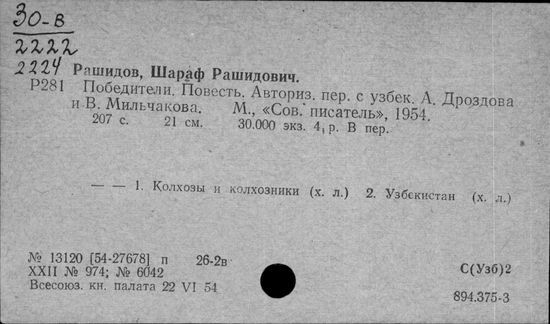 30-в
2222
2224
Рашидов, Шараф Рашидович.
Р281 Победители. Повесть. Авториз. пер. с узбек. А. Дроздова
и В. Мильчакова. М., «Сов. писатель», 1954.
207 с. 21 см. 30.000 экз. 4 р. В пер.
— — 1. Колхозы и колхозники (х. л.) 2. Узбекистан (х. л.)
№ 13120 [54-27678] п 26-2в
XXII № 974; № 6042
Всесоюз. кн. палата 22 VI 54
С(Узб)2
894.375-3